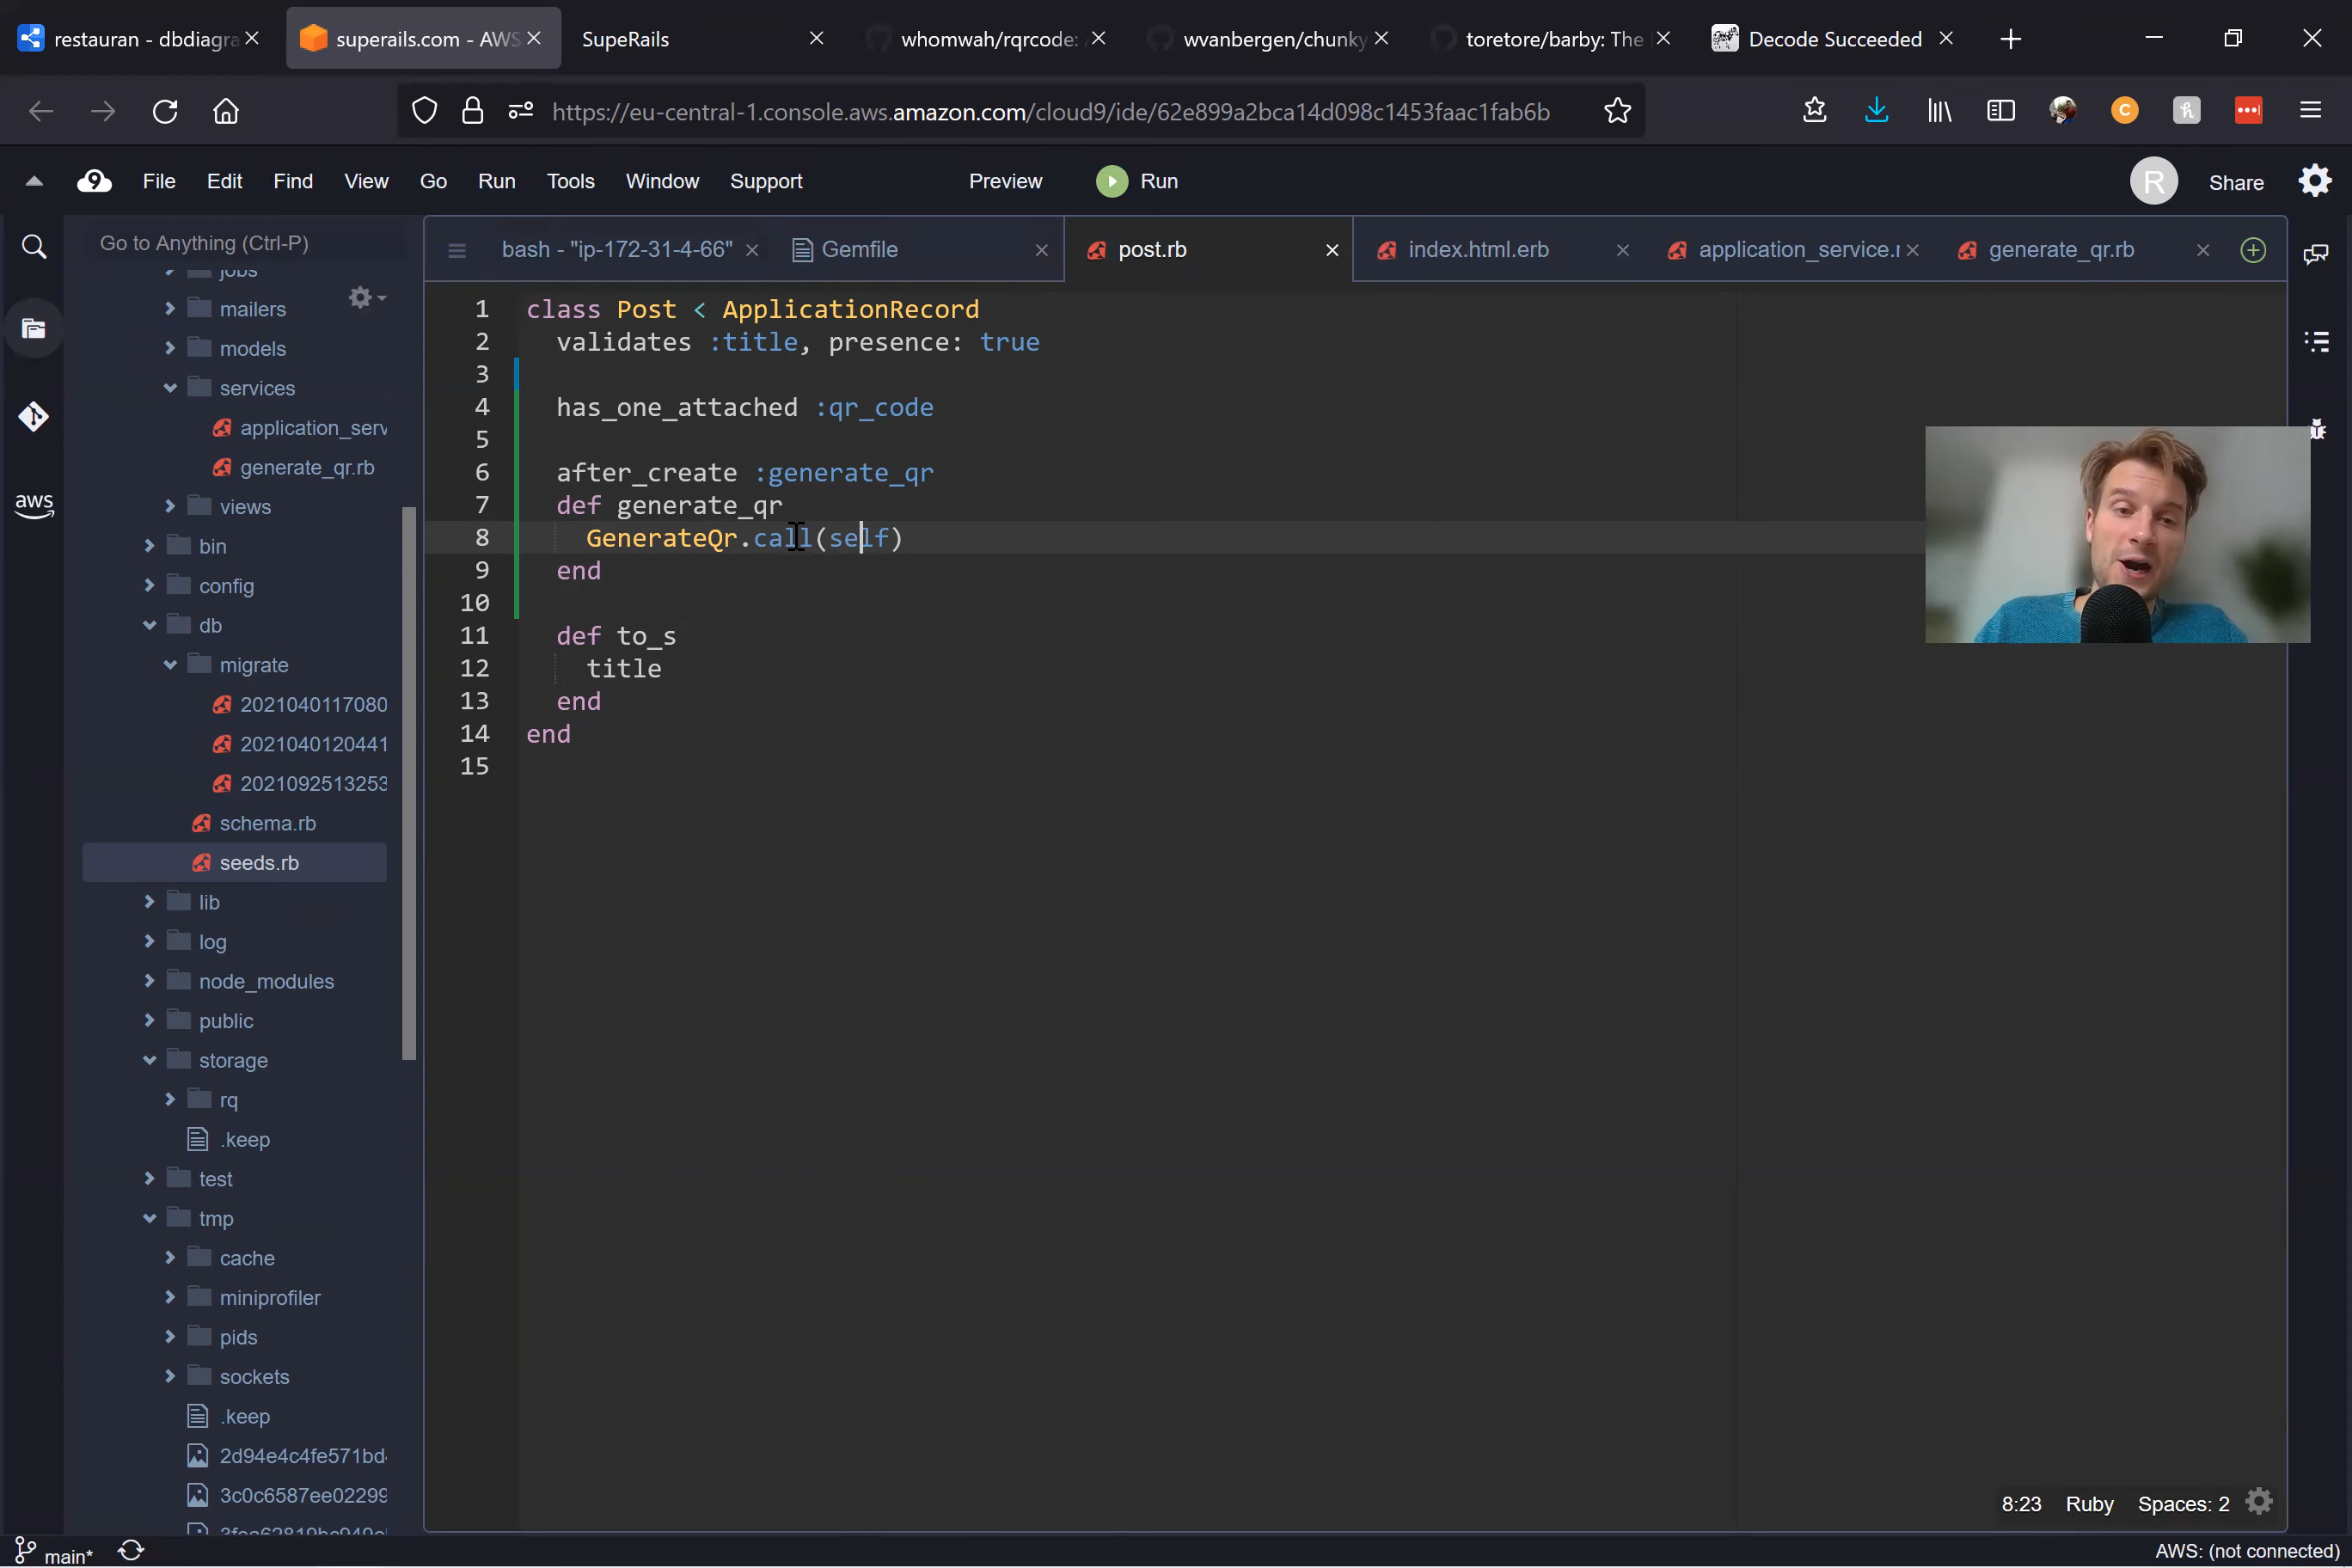 restauran - dbdiagra
superails.com - AWS
SupeRails
whomwah/rqrcode:
wvanbergen/chunky
toretore/barby: The
Decode Succeeded
https://eu-central-1.console.aws.amazon.com/cloud9/ide/62e899a2bca14d098c1453faac1fab6b
File Edit Find View Go Run Tools Window Support
Preview
Run
R
Share
Go to Anything (Ctrl-P)
bash - "ip-172-31-4-66"
Gemfile
post.rb
index.html.erb
application_service.r
generate_qr.rb
aws
jobs
mailers
models
services
application_serv
generate_qr.rb
views
bin
config
db
migrate
2021040117080
2021040120441
2021092513253
schema.rb
seeds.rb
lib
log
node_modules
public
storage
rq
.keep
test
tmp
cache
miniprofiler
pids
sockets
.keep
2d94e4c4fe571bd
3c0c6587ee02299
1 class Post < ApplicationRecord
2 validates :title, presence: true
3
4 has_one_attached :qr_code
5
6 after_create :generate_qr
7 def generate_qr
8 GenerateQr.call(self)
9 end
10
11 def to_s
12 title
13 end
14 end
15
8:23 Ruby Spaces: 2
main*
AWS: (not connected)